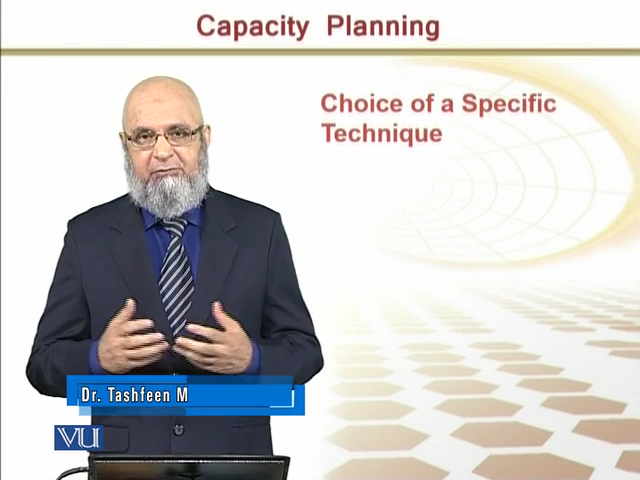 Capacity Planning
Choice of a Specific
Technique
Dr. Tashfeen M
VU